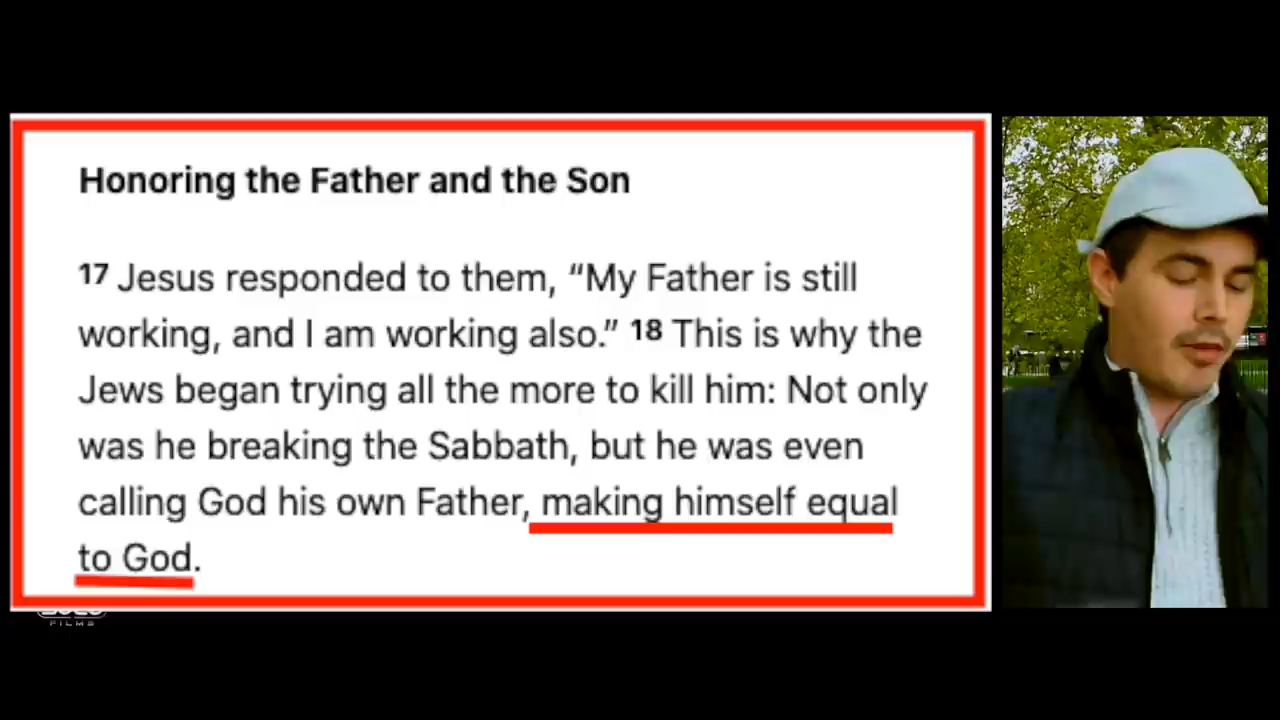 Honoring the Father and the Son
17 Jesus responded to them, “My Father is still
working, and I am working also.” 18 This is why the
Jews began trying all the more to kill him: Not only
was he breaking the Sabbath, but he was even
calling God his own Father, making himself equal
to God.
FILMS